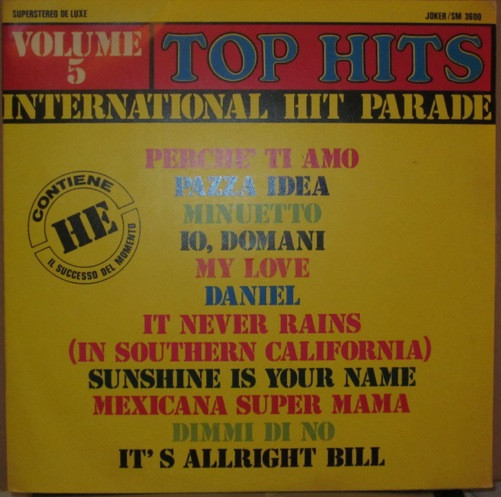 SUPERSTEREO DE LUXE
JOKER/SM 3600
VOLUME
5
TOP HITS
INTERNATIONAL HIT PARADE
PERCHE' TI AMO
PAZZA IDEA
MINUETTO
IO, DOMANI
MY LOVE
DANIEL
IT NEVER RAINS
(IN SOUTHERN CALIFORNIA)
SUNSHINE IS YOUR NAME
MEXICANA SUPER MAMA
DIMMI DI NO
IT'S ALLRIGHT BILL
CONTIENE
HE
IL SUCCESSO DEL MOMENTO